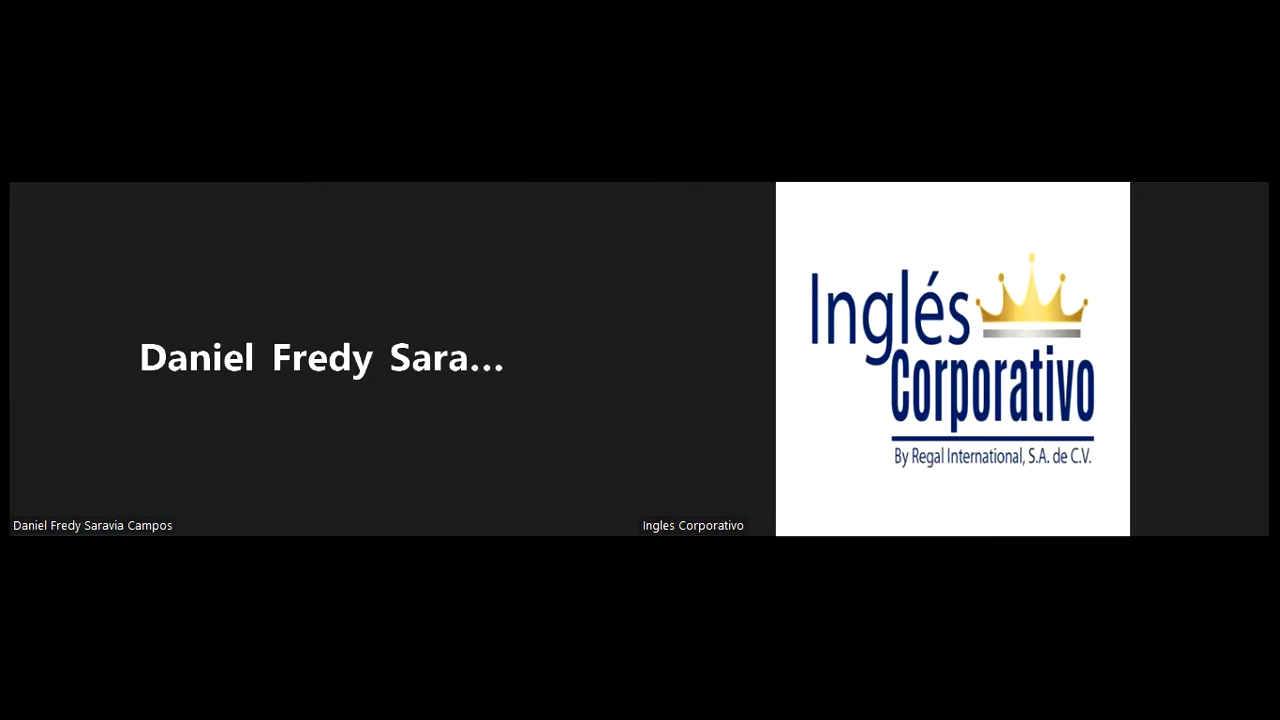 Daniel Fredy Sara...
Daniel Fredy Saravia Campos
Ingles Corporativo
Inglés
Corporativo
By Regal International, S.A. de C.V.